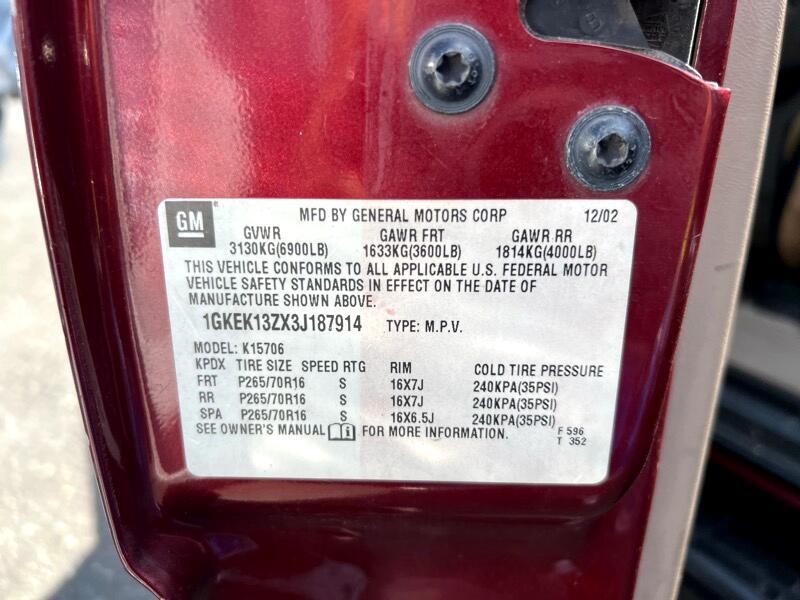 GM
MFD BY GENERAL MOTORS CORP 12/02
GVWR GAWR FRT GAWR RR
3130KG(6900LB) 1633KG(3600LB) 1814KG(4000LB)
THIS VEHICLE CONFORMS TO ALL APPLICABLE U.S. FEDERAL MOTOR
VEHICLE SAFETY STANDARDS IN EFFECT ON THE DATE OF
MANUFACTURE SHOWN ABOVE.
1GKEK13ZX3J187914 TYPE: M.P.V.
MODEL: K15706
KPDX TIRE SIZE SPEED RTG RIM COLD TIRE PRESSURE
FRT P265/70R16 S 16X7J 240KPA(35PSI)
RR P265/70R16 S 16X7J 240KPA(35PSI)
SPA P265/70R16 S 16X6.5J 240KPA(35PSI)
SEE OWNER'S MANUAL FOR MORE INFORMATION. F 596
T 352